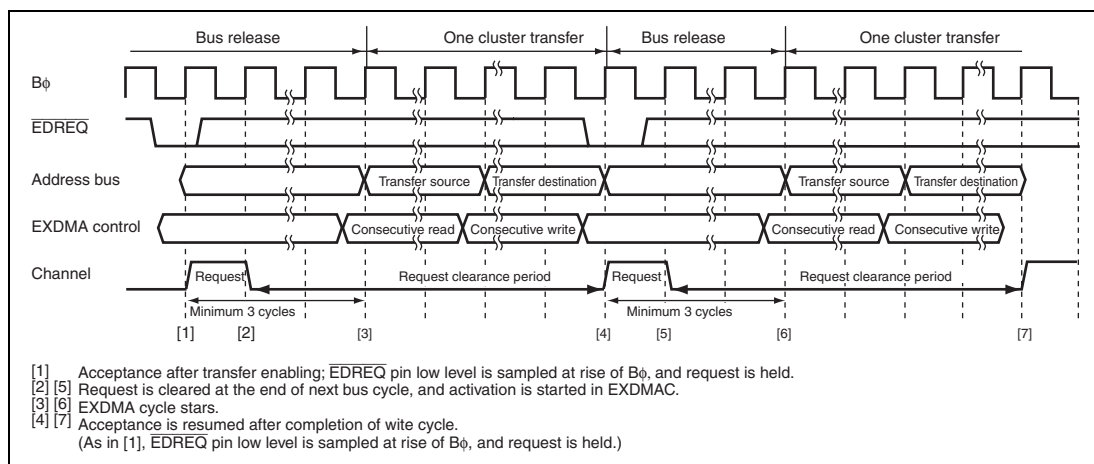 Bus release One cluster transfer Bus release One cluster transfer
Bϕ
EDREQ
Address bus Transfer source Transfer destination Transfer source Transfer destination
EXDMA control Consecutive read Consecutive write Consecutive read Consecutive write
Channel Request Request clearance period Request Request clearance period
Minimum 3 cycles Minimum 3 cycles
[1] [2] [3] [4] [5] [6] [7]
[1] Acceptance after transfer enabling; EDREQ pin low level is sampled at rise of Bϕ, and request is held.
[2] [5] Request is cleared at the end of next bus cycle, and activation is started in EXDMAC.
[3] [6] EXDMA cycle stars.
[4] [7] Acceptance is resumed after completion of wite cycle.
(As in [1], EDREQ pin low level is sampled at rise of Bϕ, and request is held.)